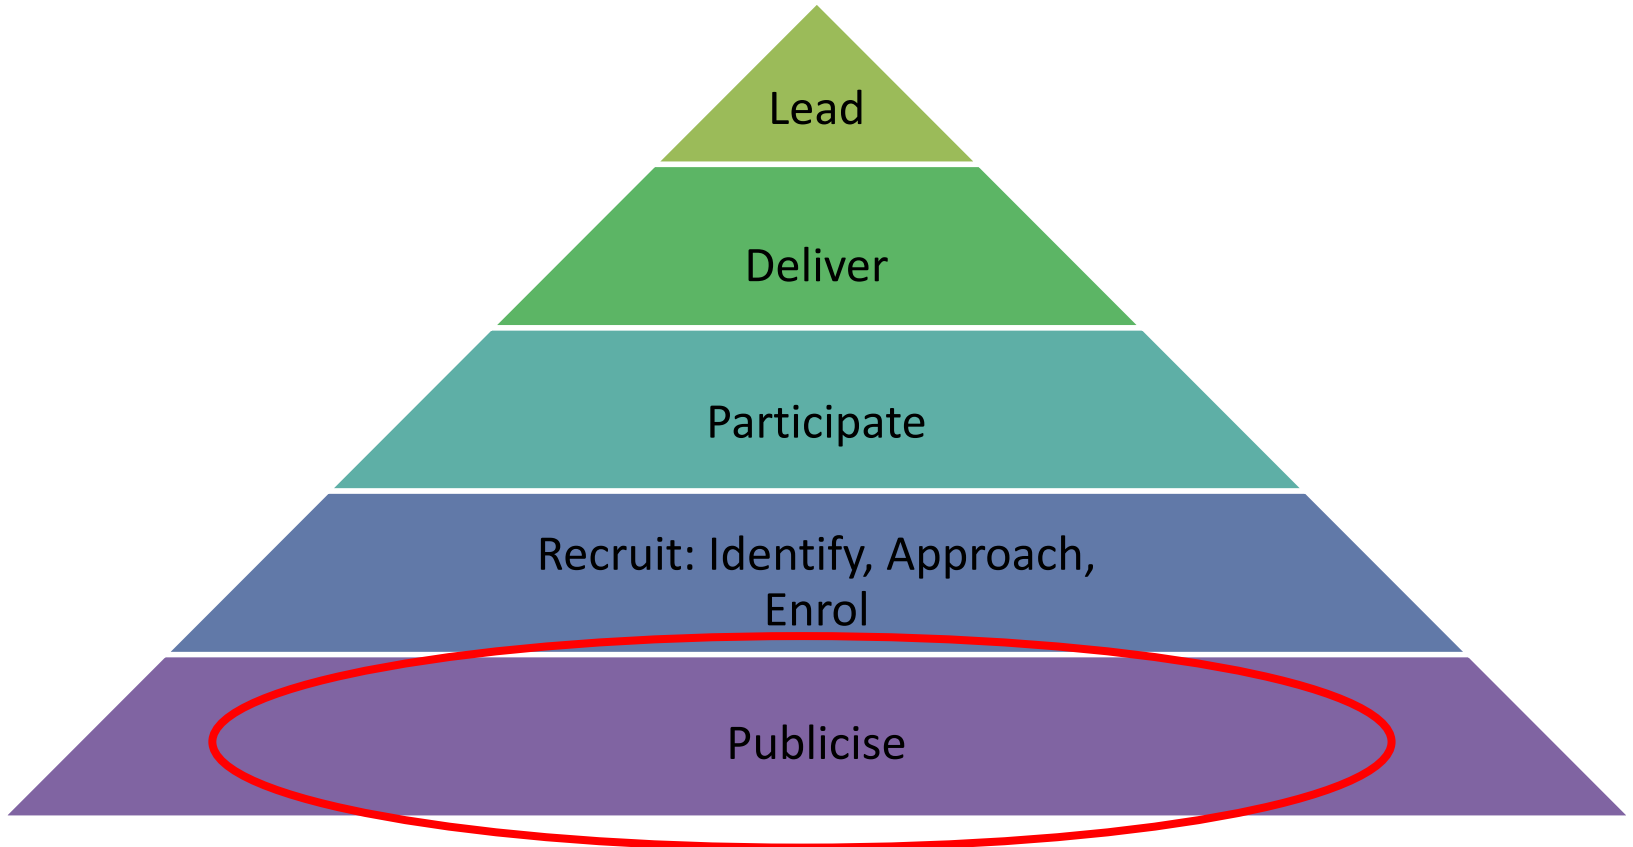 Lead
Deliver
Participate
Recruit: Identify, Approach,
Enrol
Publicise